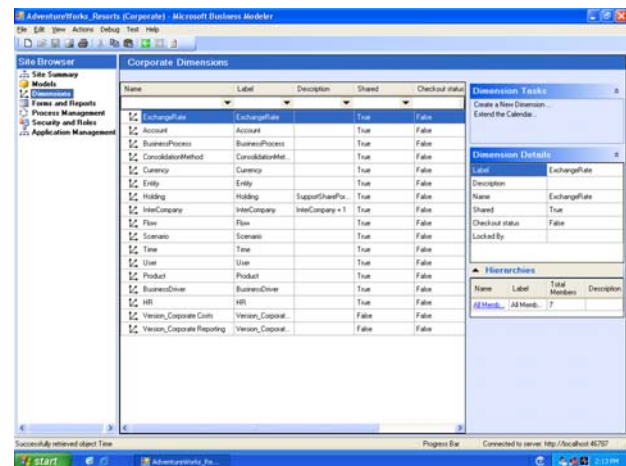 AdventureWorks_Resorts (Corporate) - Microsoft Business Modeler
File Edit View Actions Debug Test Help
Site Browser
Site Summary
Models
Dimensions
Forms and Reports
Process Management
Security and Roles
Application Management
Corporate Dimensions
Name Label Description Shared Checkout status
ExchangeRate ExchangeRate True False
Account Account True False
BusinessProcess BusinessProcess True False
ConsolidationMethod ConsolidationMet... True False
Currency Currency True False
Entity Entity True False
Holding Holding SupportSharePor... True False
InterCompany InterCompany InterCompany + 1 True False
Flow Flow True False
Scenario Scenario True False
Time Time True False
User User True False
Product Product True False
BusinessDriver BusinessDriver True False
HR HR True False
Version_Corporate Costs Version_Corporat... False False
Version_Corporate Reporting Version_Corporat... False False
Dimension Tasks
Create a New Dimension...
Extend the Calendar...
Dimension Details
Label ExchangeRate
Description
Name ExchangeRate
Shared True
Checkout status False
Locked By
Hierarchies
Name Label Total Members Description
All Memb... All Memb... 7
Successfully retrieved object Time Progress Bar Connected to server: http://localhost:46787
start AdventureWorks_Re... 2:13 PM